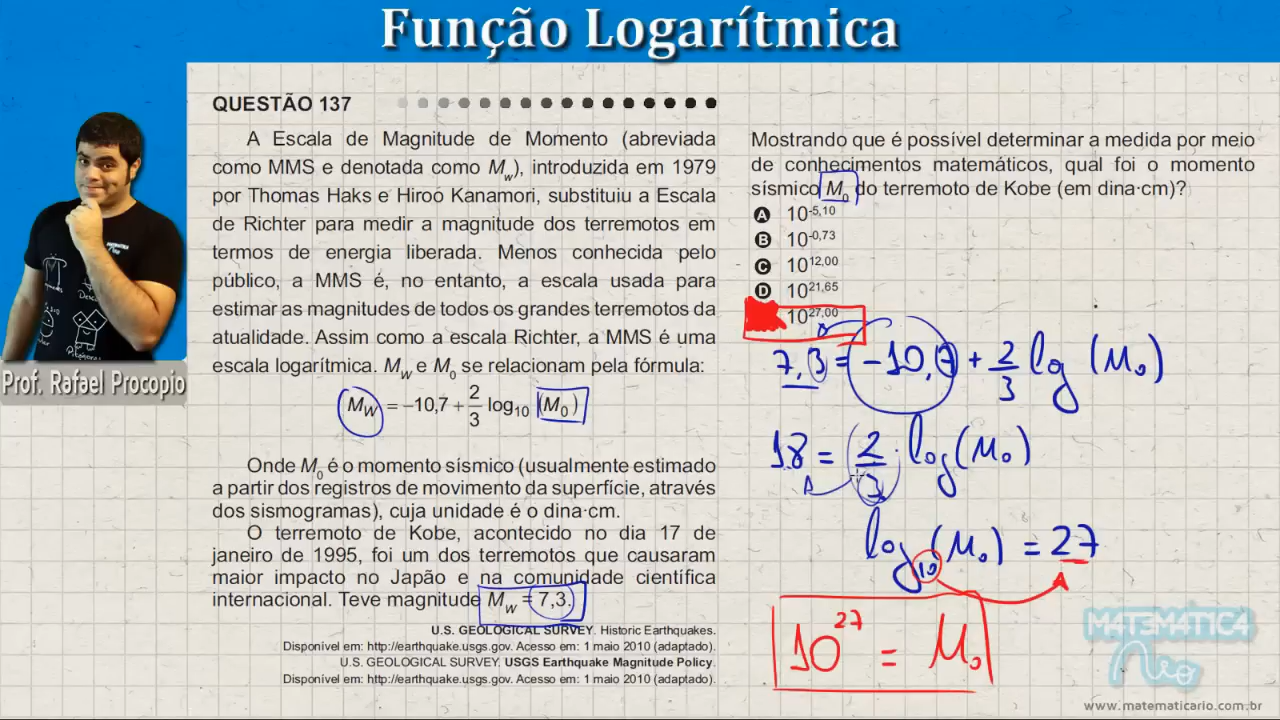 Função Logarítmica
QUESTÃO 137
A Escala de Magnitude de Momento (abreviada
como MMS e denotada como Mw), introduzida em 1979
por Thomas Haks e Hiroo Kanamori, substituiu a Escala
de Richter para medir a magnitude dos terremotos em
termos de energia liberada. Menos conhecida pelo
público, a MMS é, no entanto, a escala usada para
estimar as magnitudes de todos os grandes terremotos da
atualidade. Assim como a escala Richter, a MMS é uma
escala logarítmica. Mw e M0 se relacionam pela fórmula:
MW = −10,7 + 2/3 log10 (M0)
Onde M0 é o momento sísmico (usualmente estimado
a partir dos registros de movimento da superfície, através
dos sismogramas), cuja unidade é o dina·cm.
O terremoto de Kobe, acontecido no dia 17 de
janeiro de 1995, foi um dos terremotos que causaram
maior impacto no Japão e na comunidade científica
internacional. Teve magnitude Mw = 7,3.
U.S. GEOLOGICAL SURVEY. Historic Earthquakes.
Disponível em: http://earthquake.usgs.gov. Acesso em: 1 maio 2010 (adaptado).
U.S. GEOLOGICAL SURVEY. USGS Earthquake Magnitude Policy.
Disponível em: http://earthquake.usgs.gov. Acesso em: 1 maio 2010 (adaptado).
Mostrando que é possível determinar a medida por meio
de conhecimentos matemáticos, qual foi o momento
sísmico M0 do terremoto de Kobe (em dina·cm)?
A 10^-5,10
B 10^-0,73
C 10^12,00
D 10^21,65
10^27,00
7,3 = −10,7 + 2/3 log (M0)
18 = 2/3 · log (M0)
log10 (M0) = 27
10^27 = M0
Prof. Rafael Procopio
MATEMÁTICA
RIO
www.matematicario.com.br